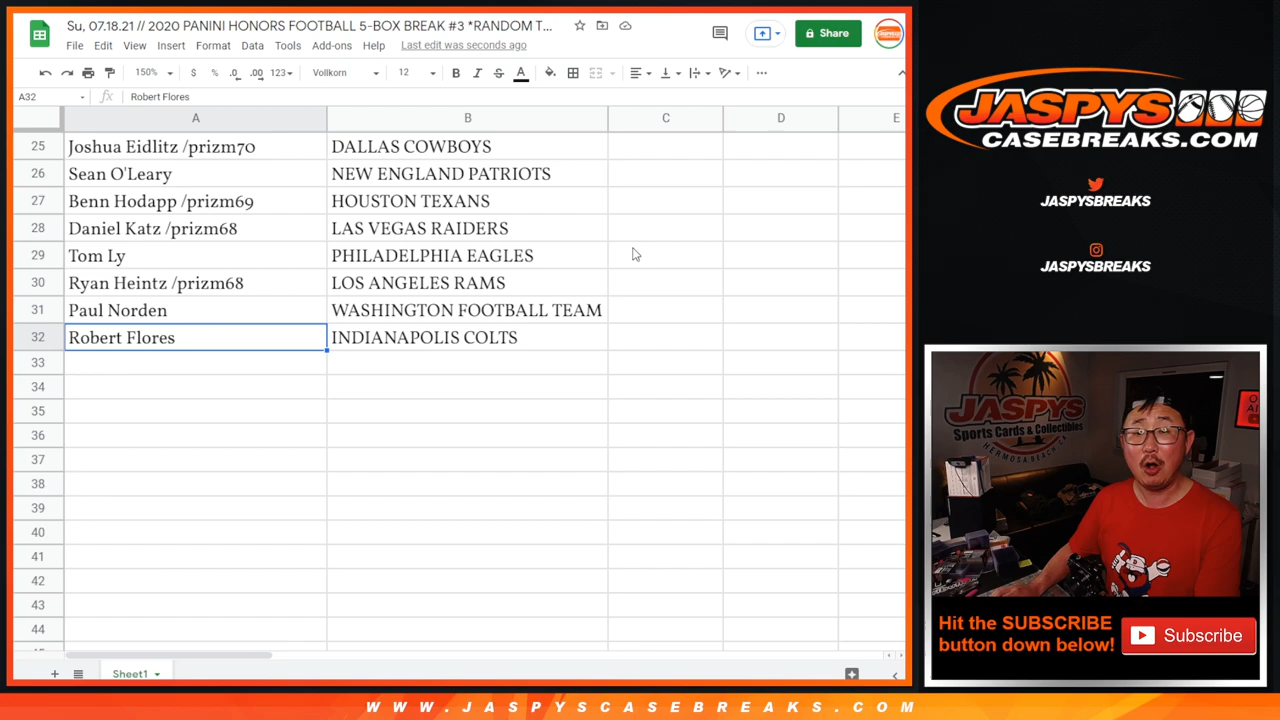 Su, 07.18.21 // 2020 PANINI HONORS FOOTBALL 5-BOX BREAK #3 *RANDOM T...
File Edit View Insert Format Data Tools Add-ons Help Last edit was seconds ago
Share
150% $ % .0 .00 123 Vollkorn 12 B I S A
A32 fx Robert Flores
A B C D E
25 Joshua Eidlitz /prizm70 DALLAS COWBOYS
26 Sean O'Leary NEW ENGLAND PATRIOTS
27 Benn Hodapp /prizm69 HOUSTON TEXANS
28 Daniel Katz /prizm68 LAS VEGAS RAIDERS
29 Tom Ly PHILADELPHIA EAGLES
30 Ryan Heintz /prizm68 LOS ANGELES RAMS
31 Paul Norden WASHINGTON FOOTBALL TEAM
32 Robert Flores INDIANAPOLIS COLTS
33
34
35
36
37
38
39
40
41
42
43
44
Sheet1
JASPYS
CASEBREAKS.COM
JASPYSBREAKS
JASPYSBREAKS
JASPYS
Sports Cards & Collectibles
HERMOSA BEACH CA
Hit the SUBSCRIBE
button down below!
Subscribe
WWW.JASPYSCASEBREAKS.COM